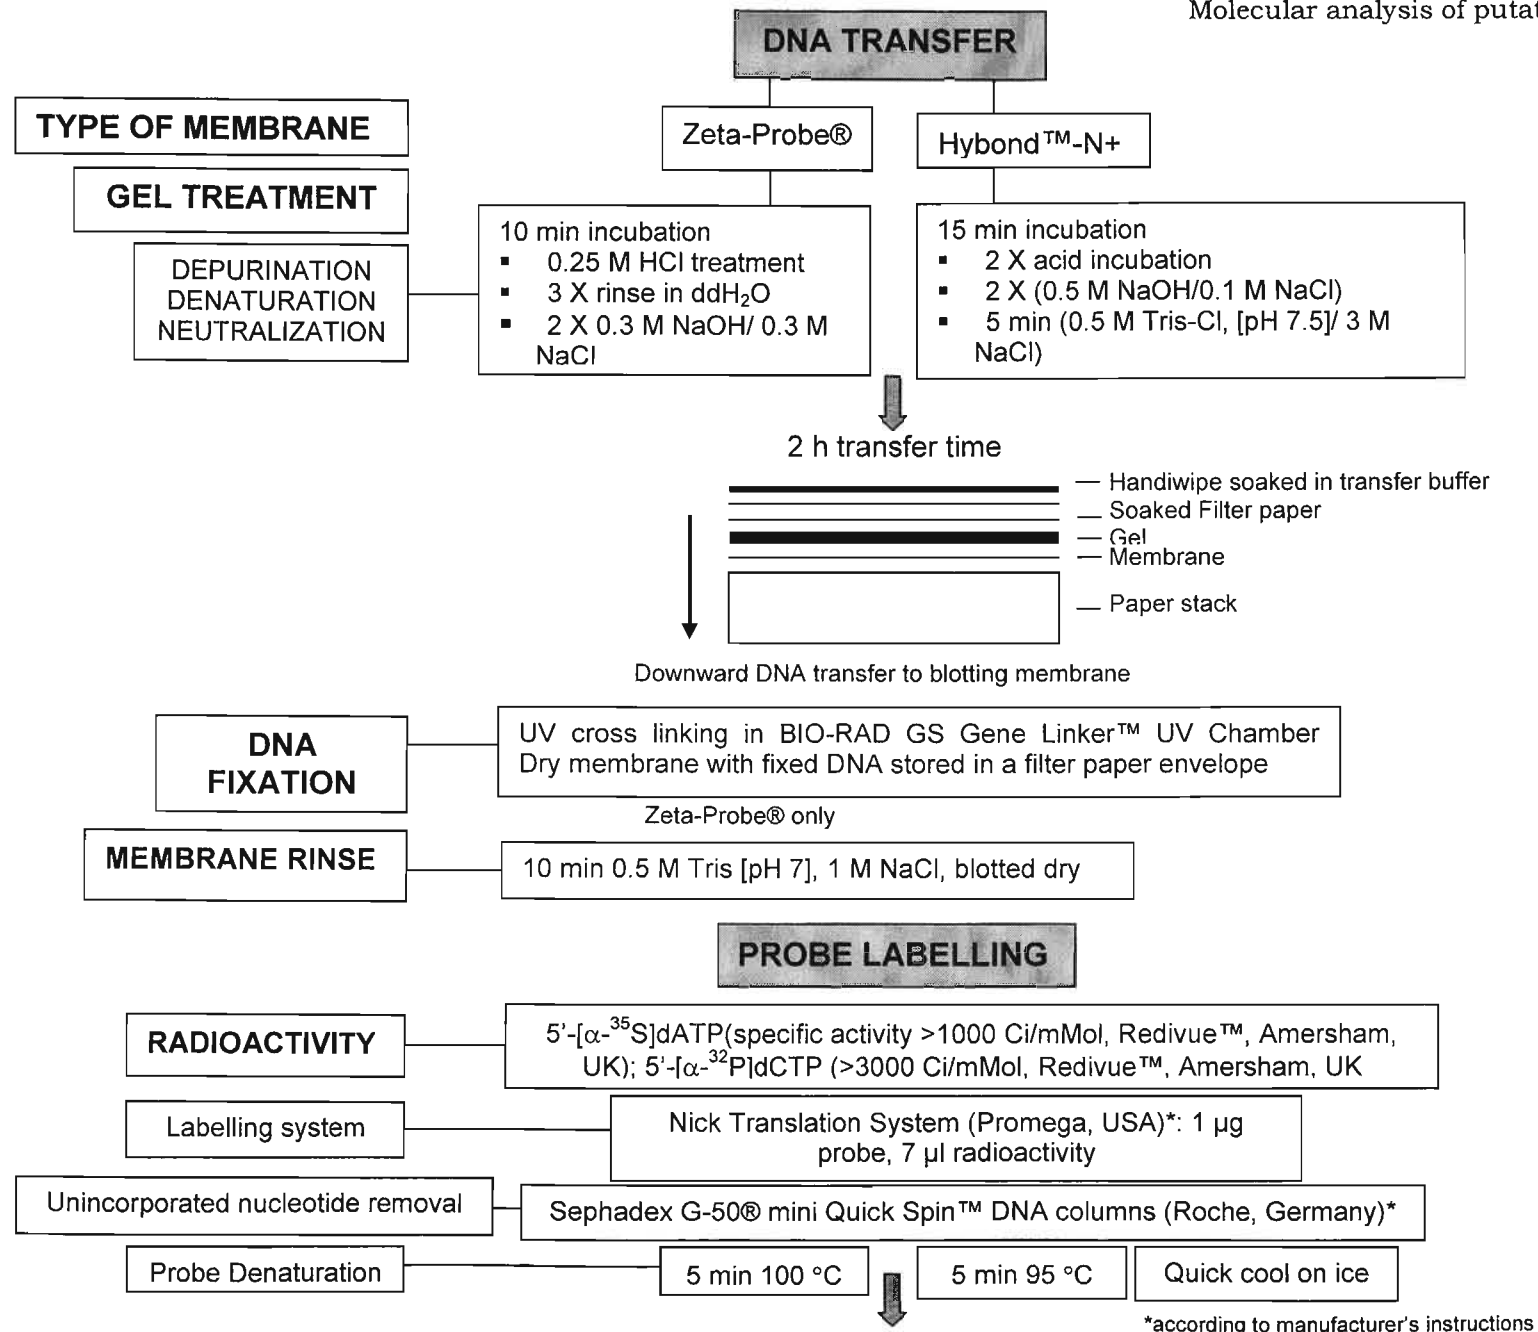 Molecular analysis of putat
DNA TRANSFER
TYPE OF MEMBRANE
Zeta-Probe®
Hybond™-N+
GEL TREATMENT
DEPURINATION
DENATURATION
NEUTRALIZATION
10 min incubation
▪ 0.25 M HCl treatment
▪ 3 X rinse in ddH₂O
▪ 2 X 0.3 M NaOH/ 0.3 M
NaCl
15 min incubation
▪ 2 X acid incubation
▪ 2 X (0.5 M NaOH/0.1 M NaCl)
▪ 5 min (0.5 M Tris-Cl, [pH 7.5]/ 3 M
NaCl)
2 h transfer time
Handiwipe soaked in transfer buffer
Soaked Filter paper
Gel
Membrane
Paper stack
Downward DNA transfer to blotting membrane
DNA
FIXATION
UV cross linking in BIO-RAD GS Gene Linker™ UV Chamber
Dry membrane with fixed DNA stored in a filter paper envelope
Zeta-Probe® only
MEMBRANE RINSE
10 min 0.5 M Tris [pH 7], 1 M NaCl, blotted dry
PROBE LABELLING
RADIOACTIVITY
5'-[α-³⁵S]dATP(specific activity >1000 Ci/mMol, Redivue™, Amersham,
UK); 5'-[α-³²P]dCTP (>3000 Ci/mMol, Redivue™, Amersham, UK
Labelling system
Nick Translation System (Promega, USA)*: 1 µg
probe, 7 µl radioactivity
Unincorporated nucleotide removal
Sephadex G-50® mini Quick Spin™ DNA columns (Roche, Germany)*
Probe Denaturation
5 min 100 °C
5 min 95 °C
Quick cool on ice
*according to manufacturer's instructions